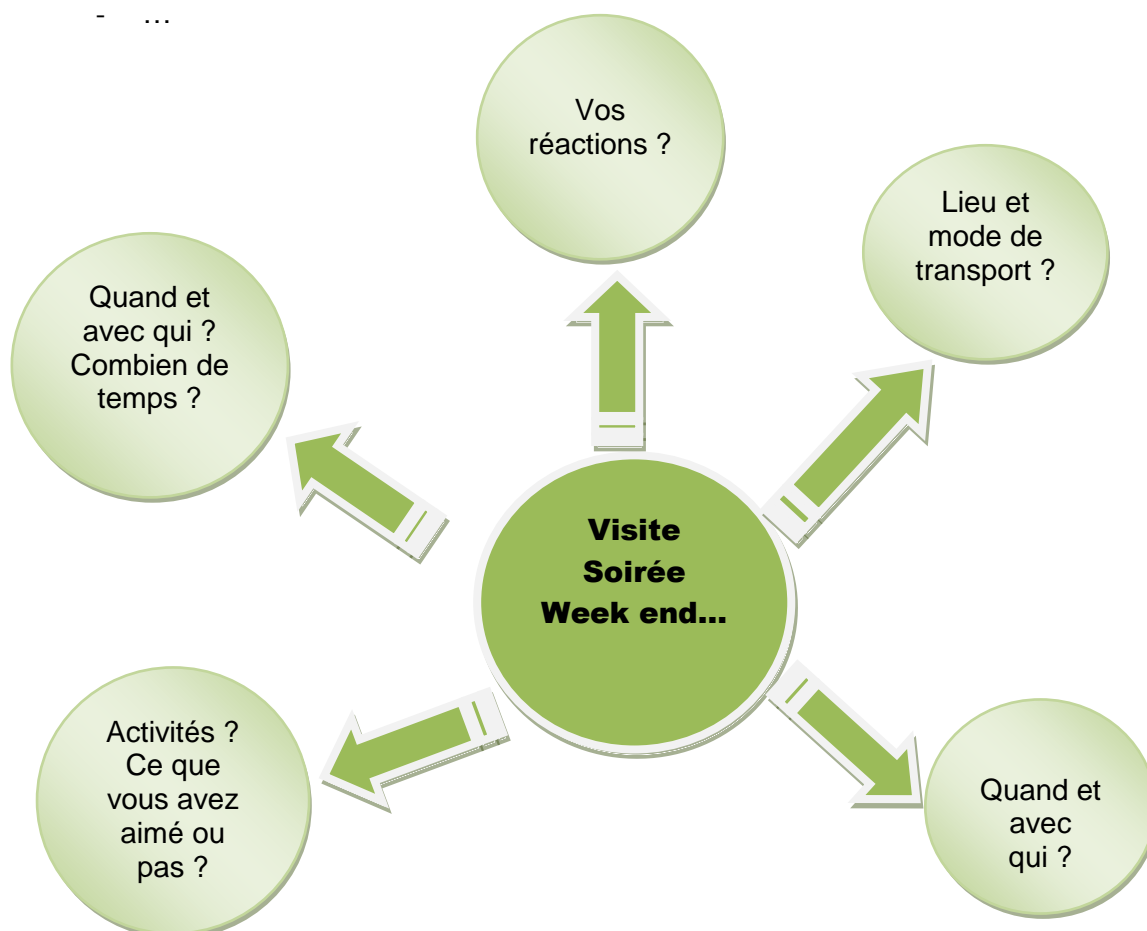 - …
Vos
réactions ?
Lieu et
mode de
transport ?
Quand et
avec qui ?
Combien de
temps ?
Visite
Soirée
Week end...
Activités ?
Ce que
vous avez
aimé ou
pas ?
Quand et
avec
qui ?